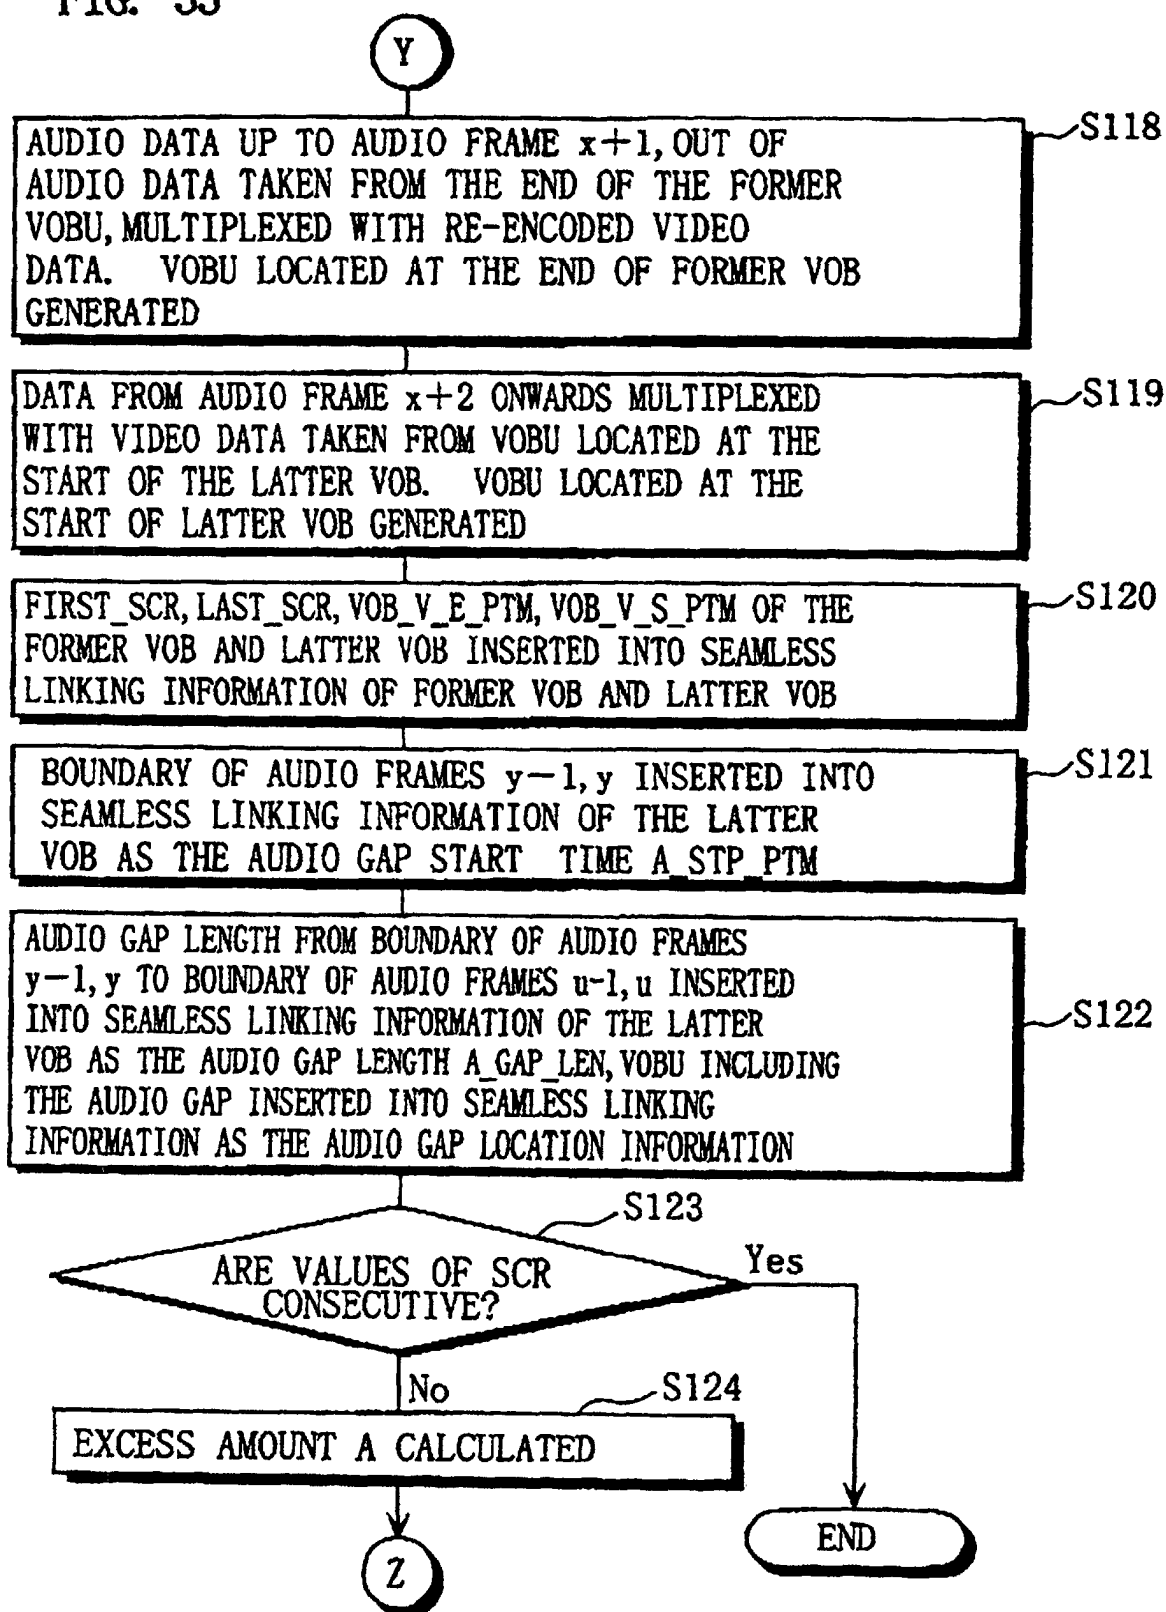 FIG. 33
Y
S118
AUDIO DATA UP TO AUDIO FRAME x+1, OUT OF
AUDIO DATA TAKEN FROM THE END OF THE FORMER
VOBU, MULTIPLEXED WITH RE-ENCODED VIDEO
DATA. VOBU LOCATED AT THE END OF FORMER VOB
GENERATED
S119
DATA FROM AUDIO FRAME x+2 ONWARDS MULTIPLEXED
WITH VIDEO DATA TAKEN FROM VOBU LOCATED AT THE
START OF THE LATTER VOB. VOBU LOCATED AT THE
START OF LATTER VOB GENERATED
S120
FIRST_SCR, LAST_SCR, VOB_V_E_PTM, VOB_V_S_PTM OF THE
FORMER VOB AND LATTER VOB INSERTED INTO SEAMLESS
LINKING INFORMATION OF FORMER VOB AND LATTER VOB
S121
BOUNDARY OF AUDIO FRAMES y-1, y INSERTED INTO
SEAMLESS LINKING INFORMATION OF THE LATTER
VOB AS THE AUDIO GAP START TIME A_STP_PTM
S122
AUDIO GAP LENGTH FROM BOUNDARY OF AUDIO FRAMES
y-1, y TO BOUNDARY OF AUDIO FRAMES u-1, u INSERTED
INTO SEAMLESS LINKING INFORMATION OF THE LATTER
VOB AS THE AUDIO GAP LENGTH A_GAP_LEN, VOBU INCLUDING
THE AUDIO GAP INSERTED INTO SEAMLESS LINKING
INFORMATION AS THE AUDIO GAP LOCATION INFORMATION
S123
ARE VALUES OF SCR
CONSECUTIVE?
Yes
No
S124
EXCESS AMOUNT A CALCULATED
END
Z